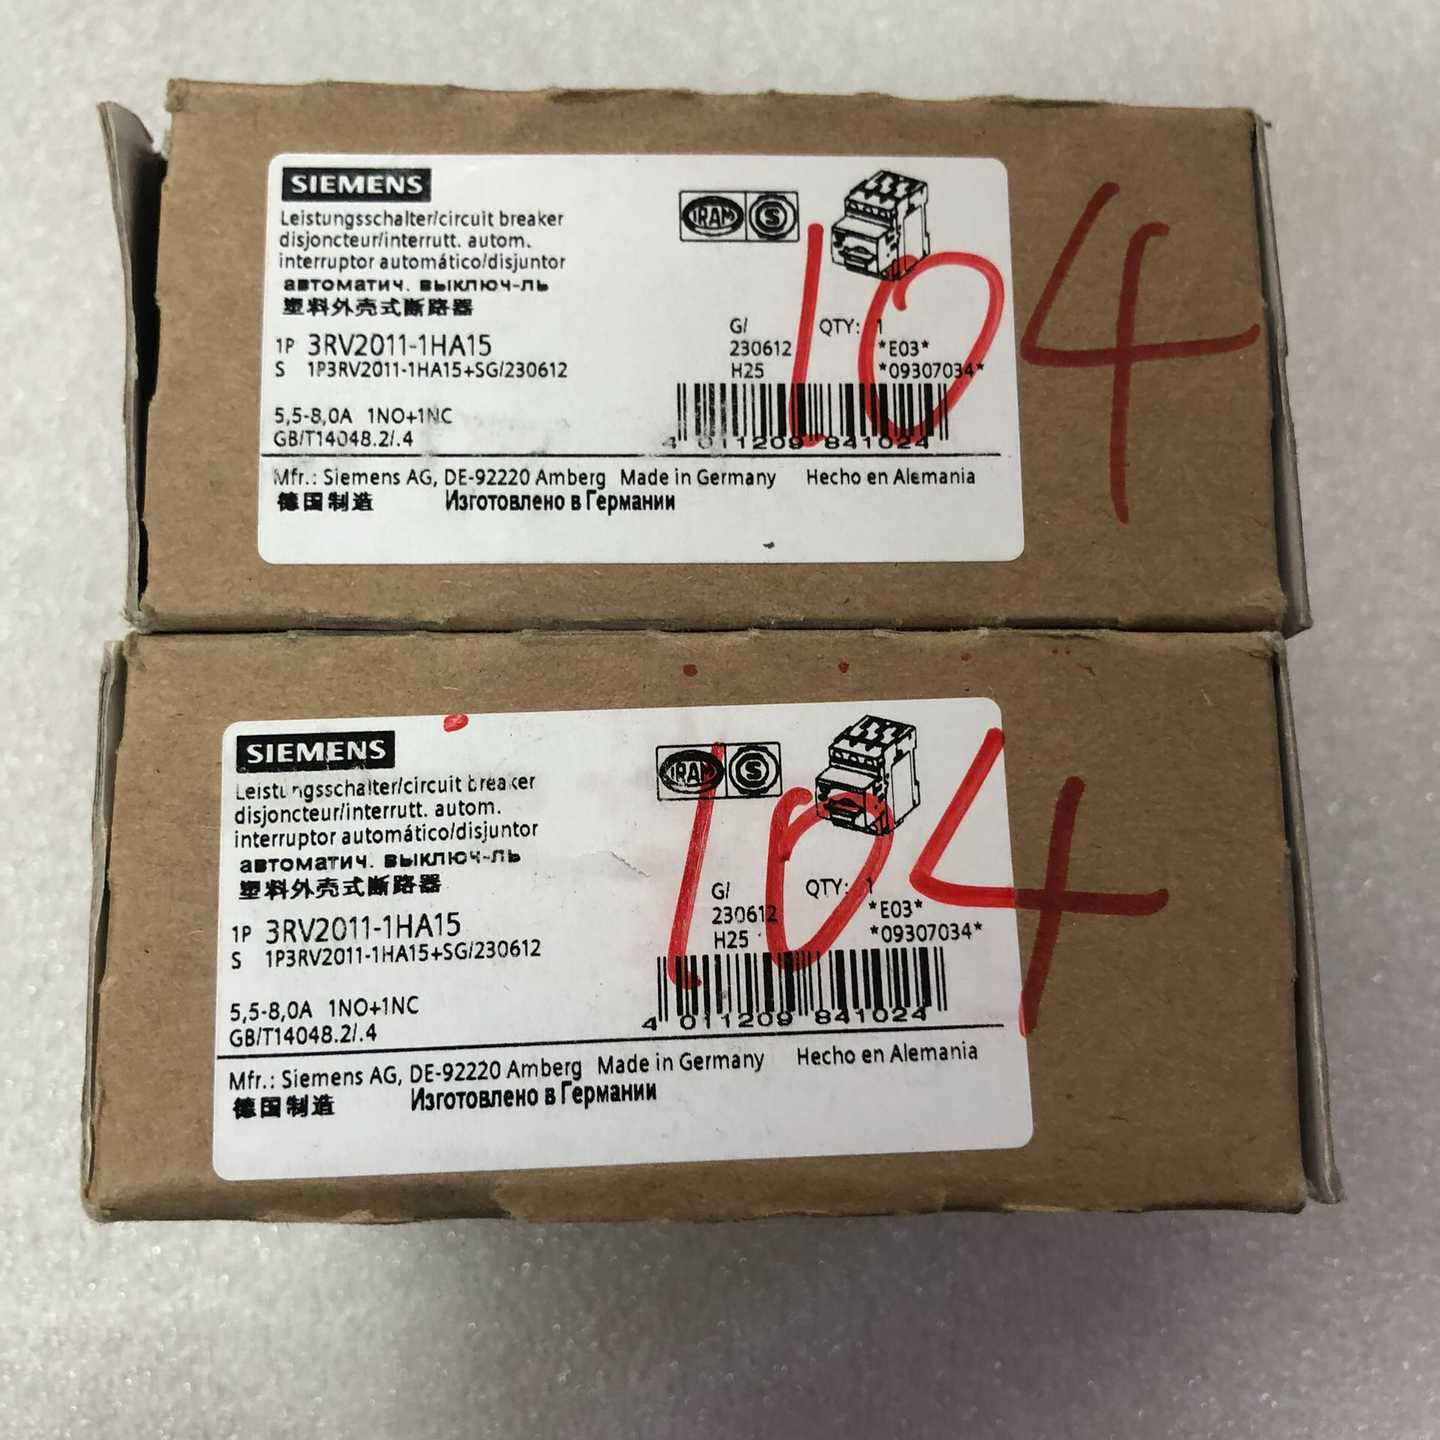 SIEMENS
Leistungsschalter/circuit breaker
disjoncteur/interrutt. autom.
interruptor automático/disjuntor
автоматич. выключ-ль
塑料外壳式断路器
IRAM S
104
G/ QTY: 1
1P 3RV2011-1HA15 230612 *E03*
S 1P3RV2011-1HA15+SG/230612 H25 *09307034*
5,5-8,0A 1NO+1NC
GB/T14048.2/.4 4 011209 841024
Mfr.: Siemens AG, DE-92220 Amberg Made in Germany Hecho en Alemania
德国制造 Изготовлено в Германии
SIEMENS
Leistungsschalter/circuit breaker
disjoncteur/interrutt. autom.
interruptor automático/disjuntor
автоматич. выключ-ль
塑料外壳式断路器
IRAM S
104
G/ QTY: 1
1P 3RV2011-1HA15 230612 *E03*
S 1P3RV2011-1HA15+SG/230612 H25 *09307034*
5,5-8,0A 1NO+1NC
GB/T14048.2/.4 4 011209 841024
Mfr.: Siemens AG, DE-92220 Amberg Made in Germany Hecho en Alemania
德国制造 Изготовлено в Германии